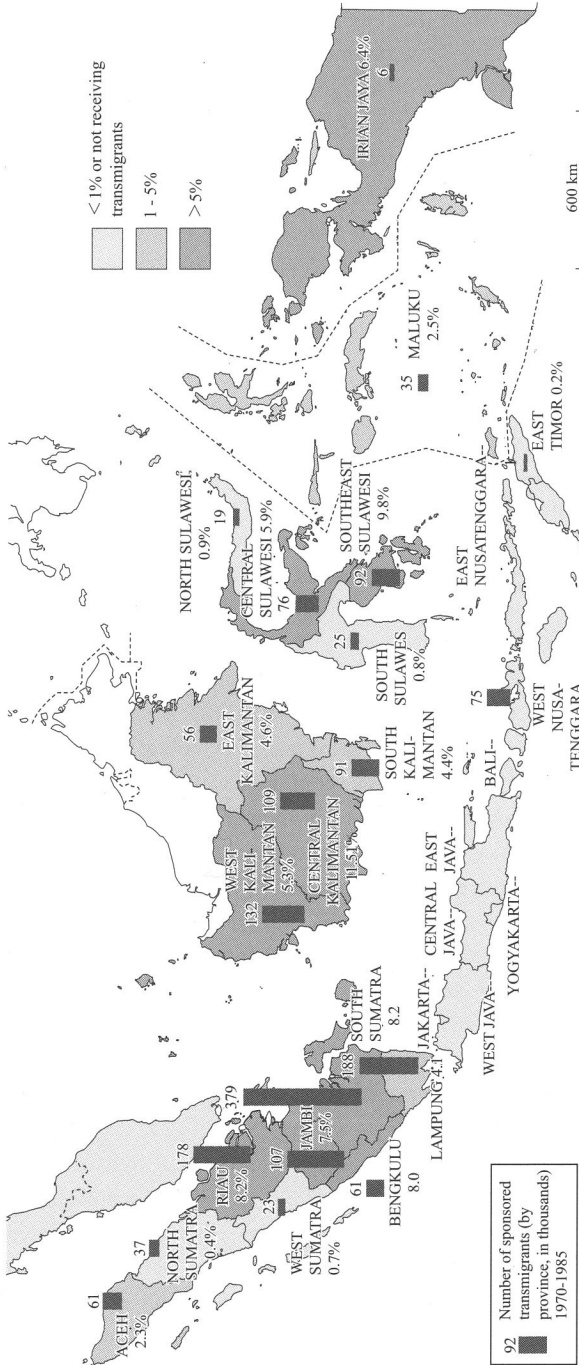 < 1% or not receiving
transmigrants
1 - 5%
> 5%
61
ACEH
2.3%
37
NORTH
SUMATRA
0.4%
178
RIAU
8.2%
23
WEST
SUMATRA
0.7%
107
JAMBI
7.5%
379
61
BENGKULU
8.0
188
SOUTH
SUMATRA
8.2
LAMPUNG 4.1
JAKARTA--
WEST JAVA--
CENTRAL
JAVA--
YOGYAKARTA--
EAST
JAVA--
BALI--
132
WEST
KALI-
MANTAN
5.3%
109
CENTRAL
KALIMANTAN
11.51%
56
EAST
KALIMANTAN
4.6%
91
SOUTH
KALI-
MANTAN
4.4%
NORTH SULAWESI
0.9%
19
CENTRAL
SULAWESI 5.9%
76
25
SOUTH
SULAWES
0.8%
92
SOUTHEAST
SULAWESI
9.8%
75
WEST
NUSA-
TENGGARA
EAST
NUSATENGGARA--
EAST
TIMOR 0.2%
35
MALUKU
2.5%
IRIAN JAYA 6.4%
6
600 km
92
Number of sponsored
transmigrants (by
province, in thousands)
1970-1985